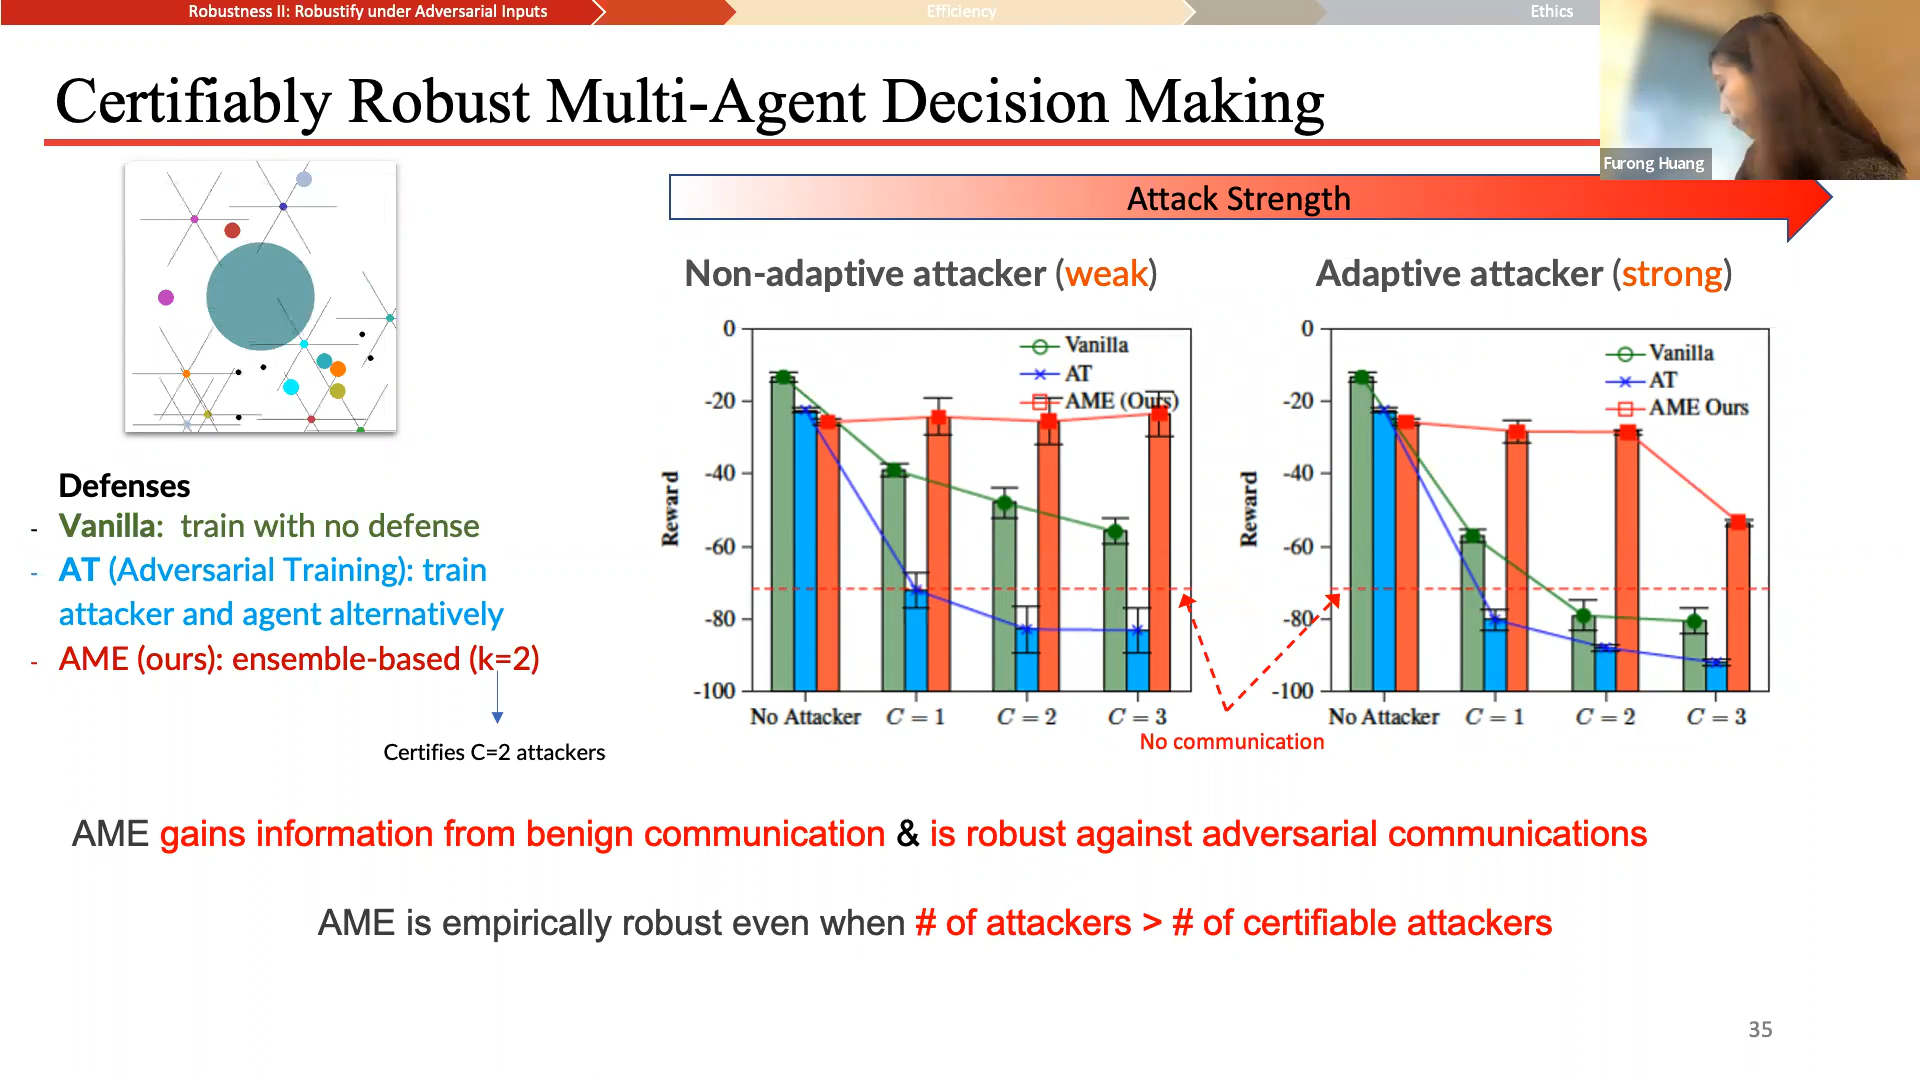 Robustness II: Robustify under Adversarial Inputs
Efficiency
Ethics
Certifiably Robust Multi-Agent Decision Making
Furong Huang
Attack Strength
Non-adaptive attacker (weak)
Adaptive attacker (strong)
Defenses
- Vanilla: train with no defense
- AT (Adversarial Training): train
attacker and agent alternatively
- AME (ours): ensemble-based (k=2)
Certifies C=2 attackers
Reward
0
-20
-40
-60
-80
-100
Vanilla
AT
AME (Ours)
No Attacker
C = 1
C = 2
C = 3
No communication
Reward
0
-20
-40
-60
-80
-100
Vanilla
AT
AME Ours
No Attacker
C = 1
C = 2
C = 3
AME gains information from benign communication & is robust against adversarial communications
AME is empirically robust even when # of attackers > # of certifiable attackers
35